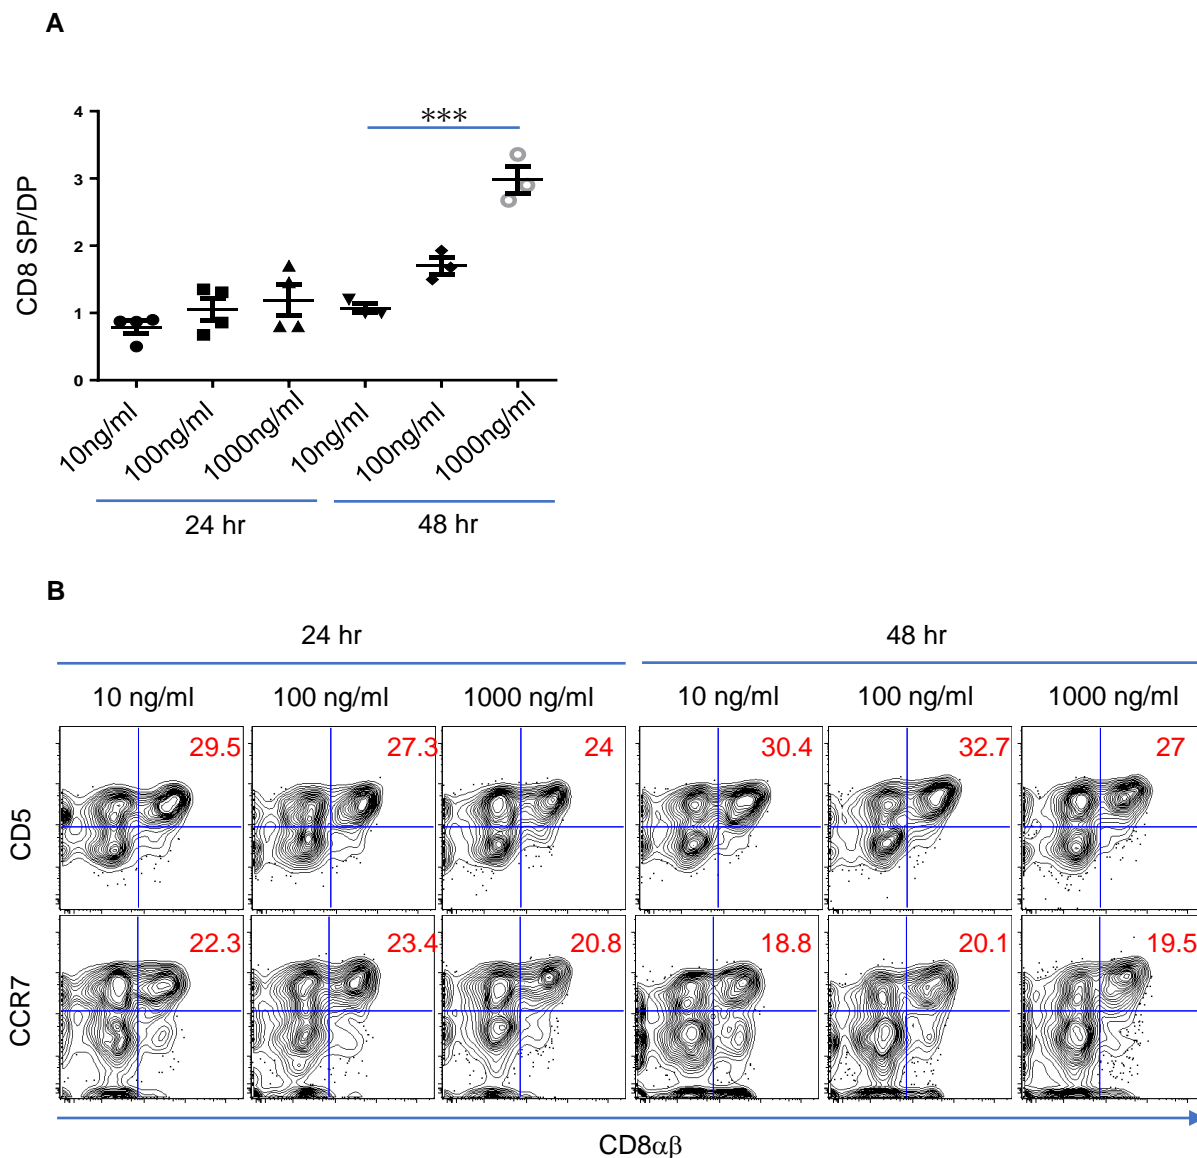 A
4
3
2
1
0
CD8 SP/DP
***
10ng/ml
100ng/ml
1000ng/ml
10ng/ml
100ng/ml
1000ng/ml
24 hr
48 hr
B
24 hr
48 hr
10 ng/ml
100 ng/ml
1000 ng/ml
10 ng/ml
100 ng/ml
1000 ng/ml
CD5
29.5
27.3
24
30.4
32.7
27
CCR7
22.3
23.4
20.8
18.8
20.1
19.5
CD8αβ